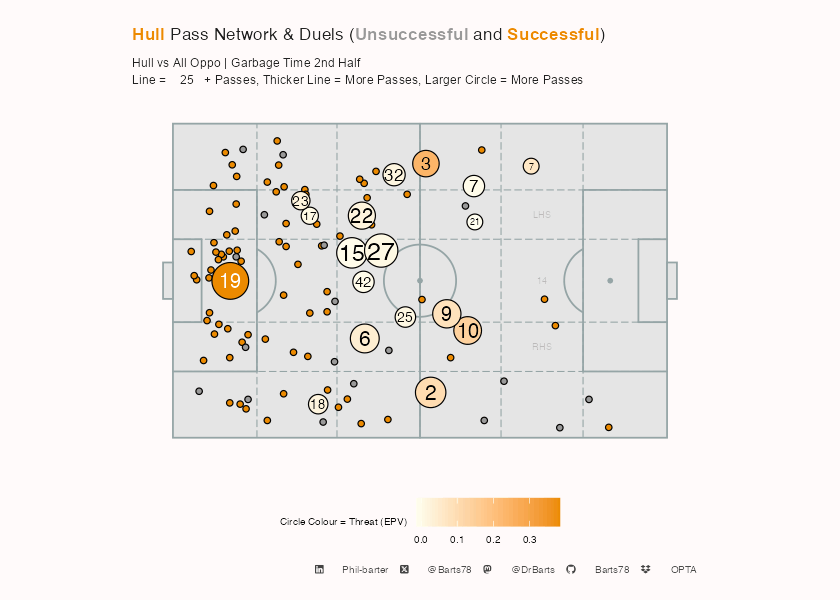 Hull Pass Network & Duels (Unsuccessful and Successful)
Hull vs All Oppo | Garbage Time 2nd Half
Line = 25 + Passes, Thicker Line = More Passes, Larger Circle = More Passes
3
7
32
7
23
17
22
21
LHS
15
27
19
42
14
25
9
10
6
RHS
2
18
Circle Colour = Threat (EPV)
0.0 0.1 0.2 0.3
Phil-barter @Barts78 @DrBarts Barts78 OPTA